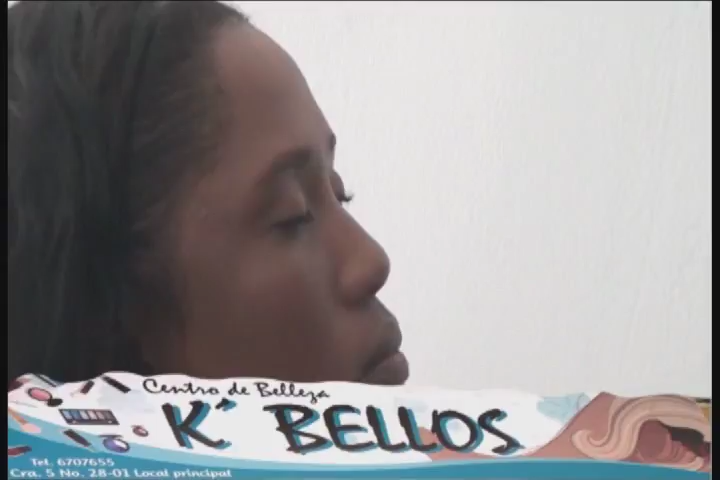 Centro de Belleza
K' BELLOS
Tel. 6707655
Cra. 5 No. 28-01 Local principal